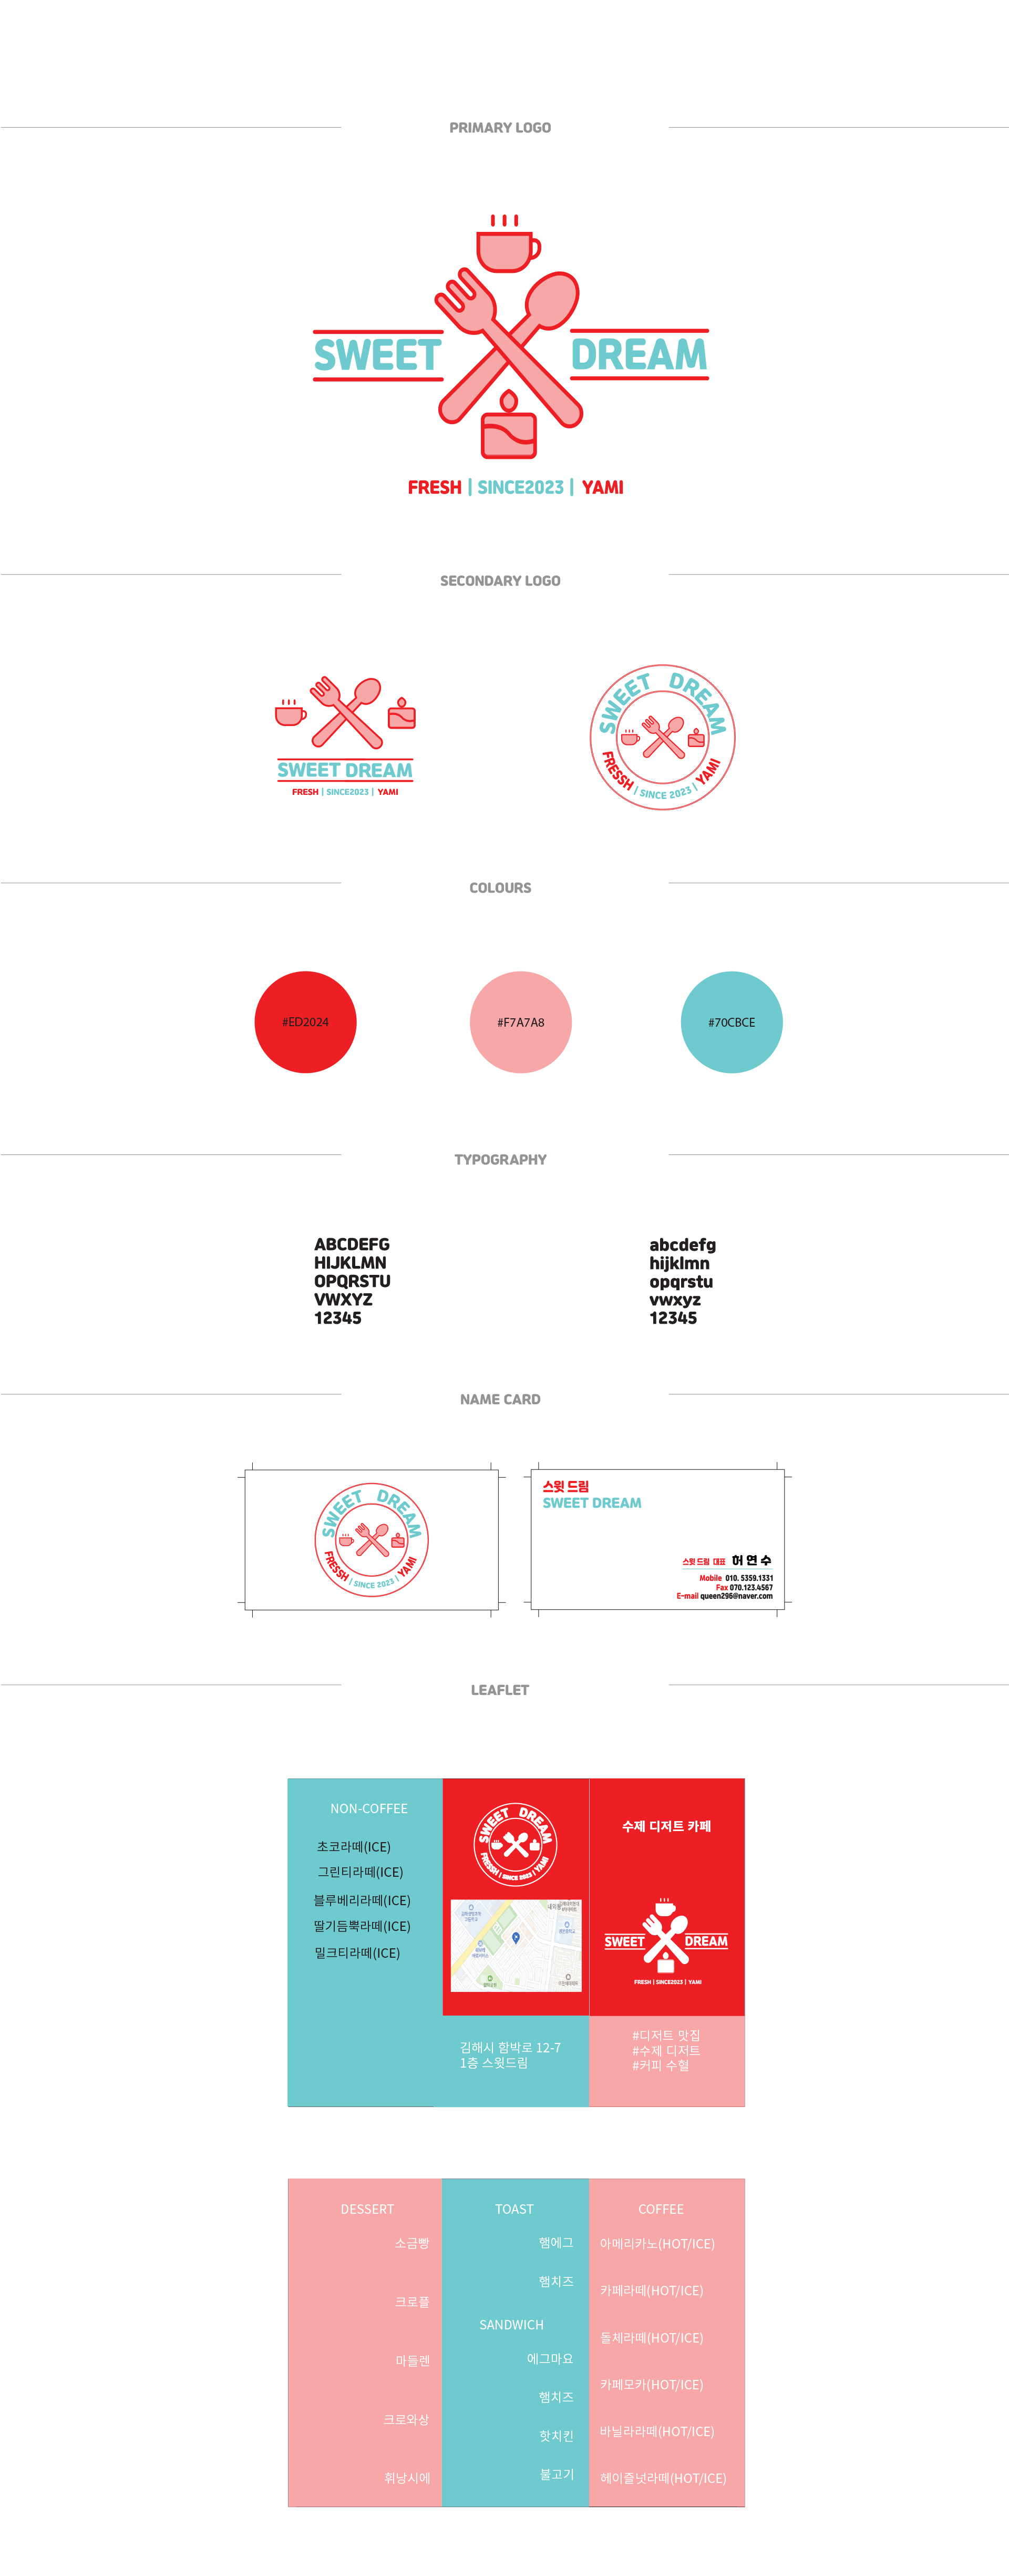 PRIMARY LOGO
SWEET DREAM
FRESH | SINCE2023 | YAMI
SECONDARY LOGO
SWEET DREAM
FRESH | SINCE2023 | YAMI
SWEET DREAM
FRESSH | SINCE 2023 | YAMI
COLOURS
#ED2024
#F7A7A8
#70CBCE
TYPOGRAPHY
ABCDEFG
HIJKLMN
OPQRSTU
VWXYZ
12345
abcdefg
hijklmn
opqrstu
vwxyz
12345
NAME CARD
SWEET DREAM
FRESSH | SINCE 2023 | YAMI
스윗 드림
SWEET DREAM
스윗 드림 대표 허 연 수
Mobile 010. 5359.1331
Fax 070.123.4567
E-mail queen296@naver.com
LEAFLET
NON-COFFEE
초코라떼(ICE)
그린티라떼(ICE)
블루베리라떼(ICE)
딸기듬뿍라떼(ICE)
밀크티라떼(ICE)
SWEET DREAM
FRESSH | SINCE 2023 | YAMI
김해시 함박로 12-7
1층 스윗드림
수제 디저트 카페
SWEET DREAM
FRESH | SINCE2023 | YAMI
#디저트 맛집
#수제 디저트
#커피 수혈
DESSERT
소금빵
크로플
마들렌
크로와상
휘낭시에
TOAST
햄에그
햄치즈
SANDWICH
에그마요
햄치즈
핫치킨
불고기
COFFEE
아메리카노(HOT/ICE)
카페라떼(HOT/ICE)
돌체라떼(HOT/ICE)
카페모카(HOT/ICE)
바닐라라떼(HOT/ICE)
헤이즐넛라떼(HOT/ICE)